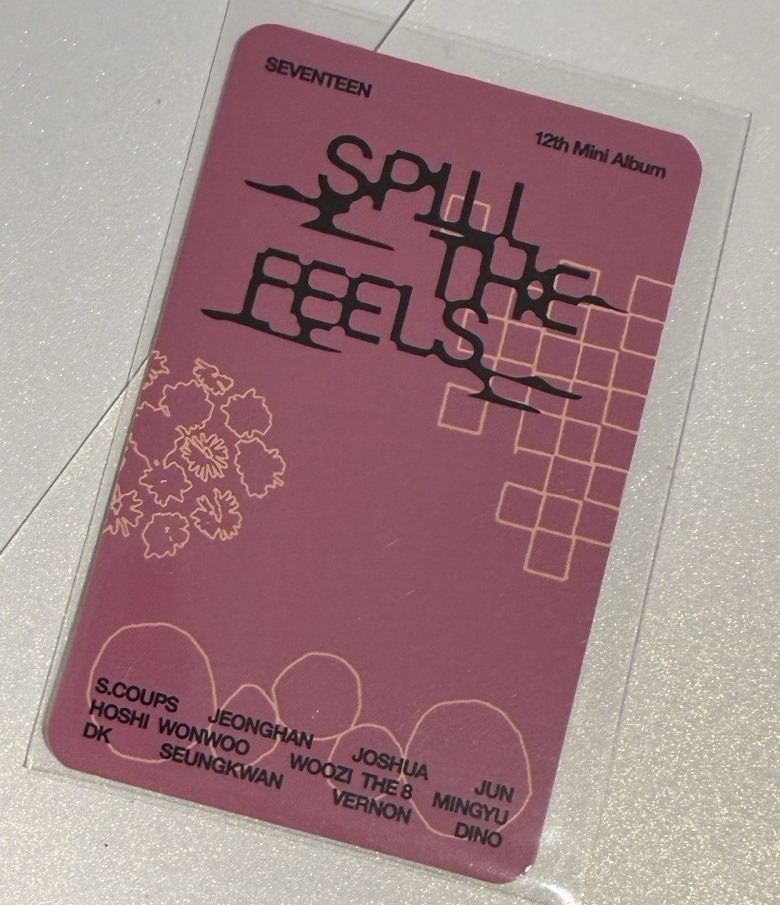 SEVENTEEN
12th Mini Album
SPILL
THE
FEELS
S.COUPS JEONGHAN JOSHUA JUN
HOSHI WONWOO WOOZI THE 8 MINGYU
DK SEUNGKWAN VERNON DINO